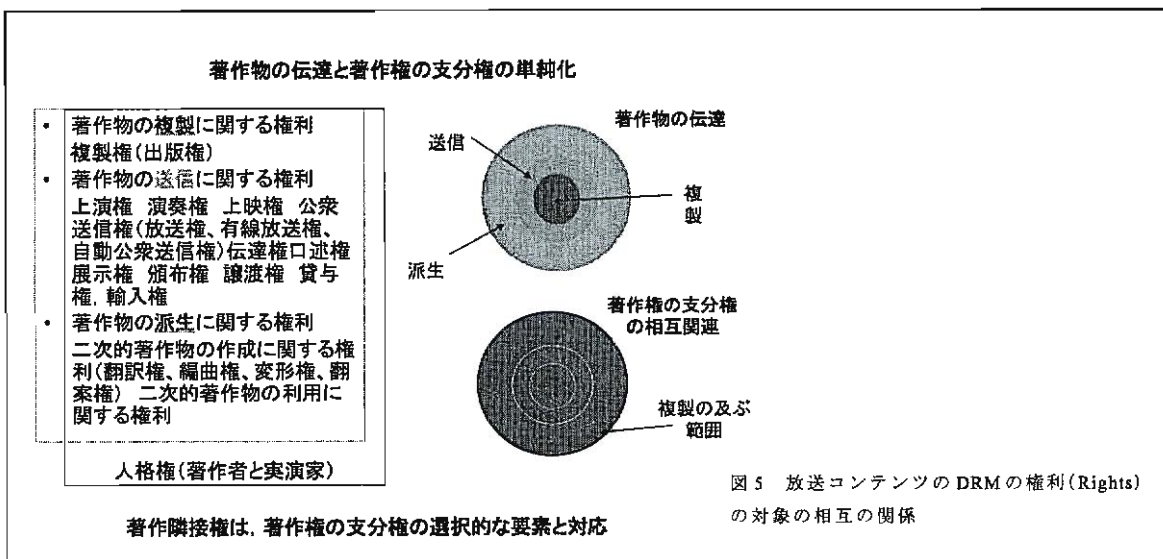 著作物の伝達と著作権の支分権の単純化
・ 著作物の複製に関する権利
複製権(出版権)
・ 著作物の送信に関する権利
上演権 演奏権 上映権 公衆
送信権(放送権、有線放送権、
自動公衆送信権)伝達権口述権
展示権 頒布権 譲渡権 貸与
権, 輸入権
・ 著作物の派生に関する権利
二次的著作物の作成に関する権
利(翻訳権、編曲権、変形権、翻
案権) 二次的著作物の利用に
関する権利
人格権(著作者と実演家)
著作物の伝達
送信
複
製
派生
著作権の支分権
の相互関連
複製の及ぶ
範囲
著作隣接権は, 著作権の支分権の選択的な要素と対応
図5 放送コンテンツのDRMの権利(Rights)
の対象の相互の関係